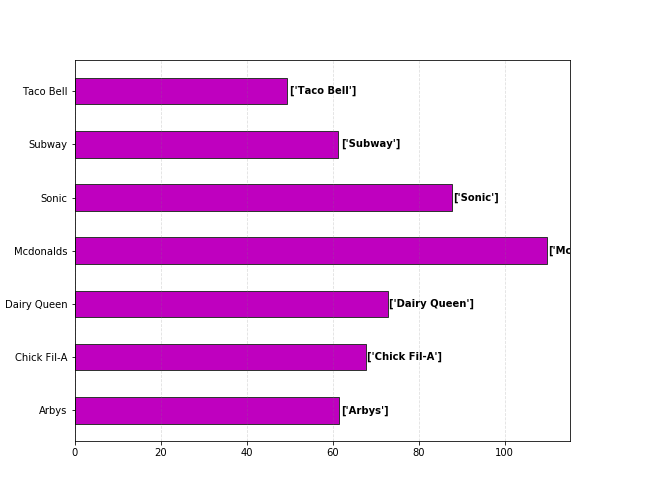 Taco Bell ['Taco Bell']
Subway ['Subway']
Sonic ['Sonic']
Mcdonalds ['Mc
Dairy Queen ['Dairy Queen']
Chick Fil-A ['Chick Fil-A']
Arbys ['Arbys']
0 20 40 60 80 100